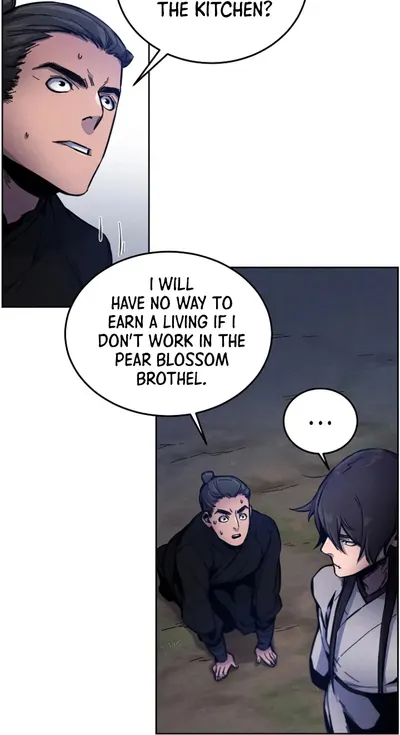 THE KITCHEN?
I WILL
HAVE NO WAY TO
EARN A LIVING IF I
DON'T WORK IN THE
PEAR BLOSSOM
BROTHEL.
...